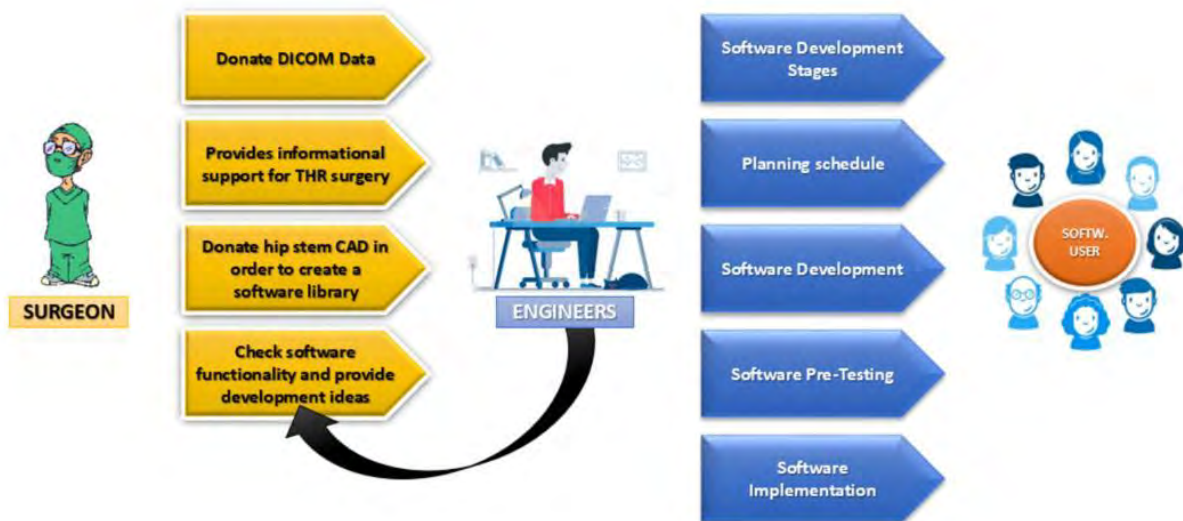 Donate DICOM Data
Provides informational
support for THR surgery
Donate hip stem CAD in
order to create a
software library
Check software
functionality and provide
development ideas
SURGEON
ENGINEERS
Software Development
Stages
Planning schedule
Software Development
Software Pre-Testing
Software
Implementation
SOFTW.
USER